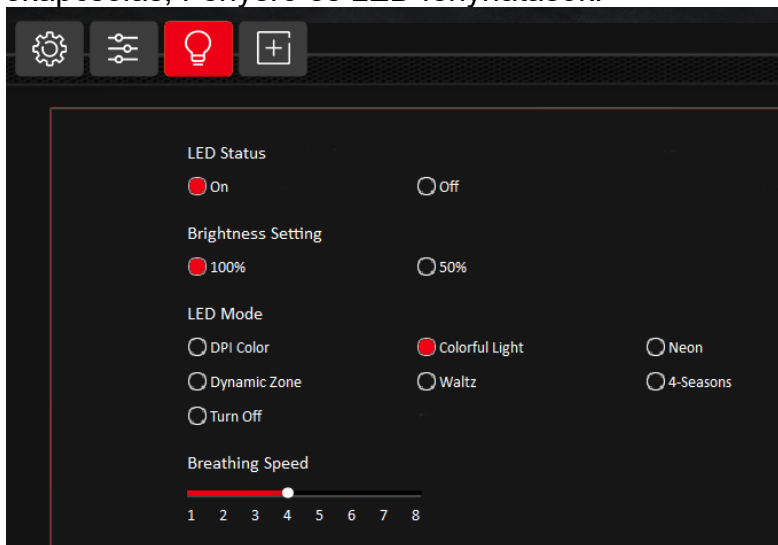 LED Status
On Off
Brightness Setting
100% 50%
LED Mode
DPI Color Colorful Light Neon
Dynamic Zone Waltz 4-Seasons
Turn Off
Breathing Speed
1 2 3 4 5 6 7 8